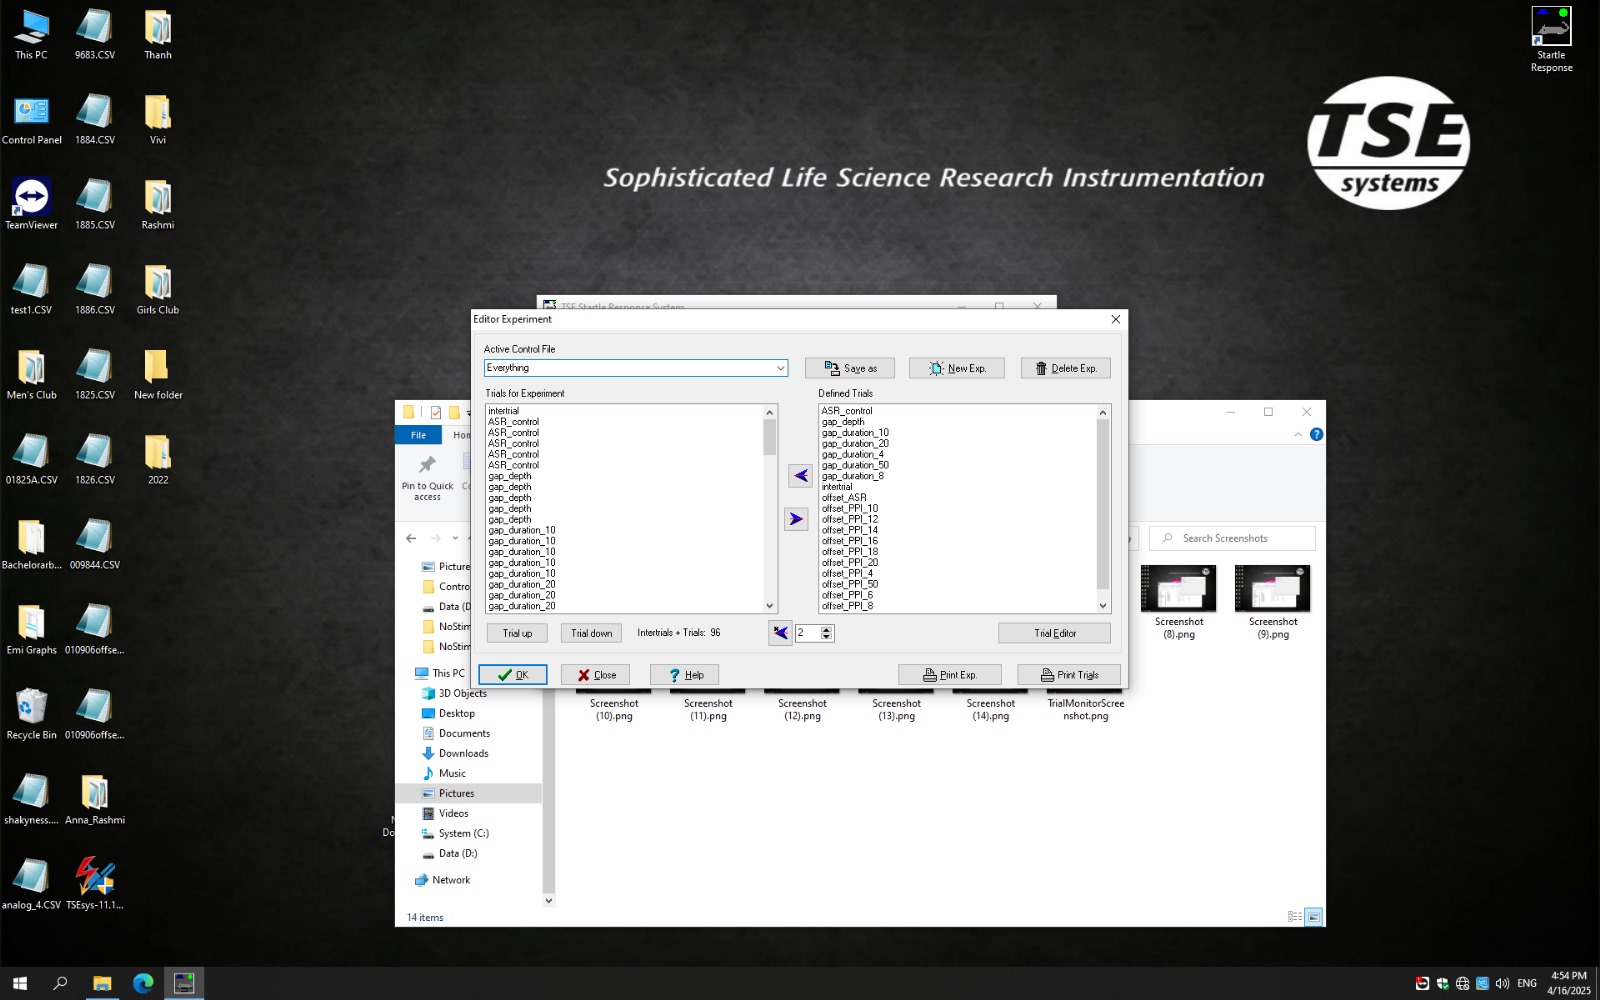 This PC
9683.CSV
Thanh
Startle
Response
Control Panel
1884.CSV
Vivi
TSE
systems
Sophisticated Life Science Research Instrumentation
TeamViewer
1885.CSV
Rashmi
test1.CSV
1886.CSV
Girls Club
Men's Club
1825.CSV
New folder
01825A.CSV
1826.CSV
2022
Bachelorarb...
009844.CSV
Emi Graphs
010906offse...
Recycle Bin
010906offse...
shakyness....
Anna_Rashmi
analog_4.CSV
TSEsys-11.1...
TSE Startle Response System
Editor Experiment
Active Control File
Everything
Save as
New Exp.
Delete Exp.
Trials for Experiment
Defined Trials
intertrial
ASR_control
ASR_control
ASR_control
ASR_control
ASR_control
gap_depth
gap_depth
gap_depth
gap_depth
gap_depth
gap_duration_10
gap_duration_10
gap_duration_10
gap_duration_10
gap_duration_10
gap_duration_20
gap_duration_20
gap_duration_20
ASR_control
gap_depth
gap_duration_10
gap_duration_20
gap_duration_4
gap_duration_50
gap_duration_8
intertrial
offset_ASR
offset_PPI_10
offset_PPI_12
offset_PPI_14
offset_PPI_16
offset_PPI_18
offset_PPI_20
offset_PPI_4
offset_PPI_50
offset_PPI_6
offset_PPI_8
Trial up
Trial down
Intertrials + Trials: 96
2
Trial Editor
OK
Close
Help
Print Exp.
Print Trials
File
Hom
Pin to Quick
access
Co
Search Screenshots
Picture
Contro
Data (D
NoStim
NoStim
This PC
3D Objects
Desktop
Documents
Downloads
Music
Pictures
Videos
System (C:)
Data (D:)
Network
Screenshot
(8).png
Screenshot
(9).png
Screenshot
(10).png
Screenshot
(11).png
Screenshot
(12).png
Screenshot
(13).png
Screenshot
(14).png
TrialMonitorScree
nshot.png
N
Do
14 items
ENG
4:54 PM
4/16/2025